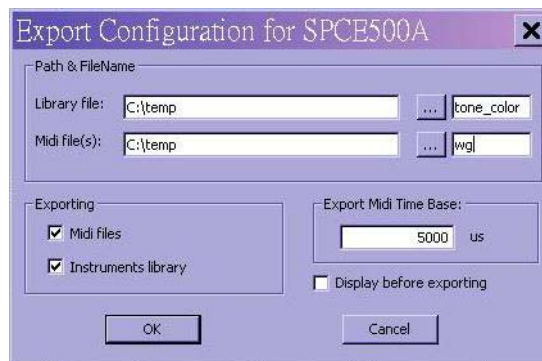 Export Configuration for SPCE500A
Path & FileName
Library file: C:\temp ... tone_color
Midi file(s): C:\temp ... wg
Exporting
Midi files
Instruments library
Export Midi Time Base:
5000 us
Display before exporting
OK Cancel